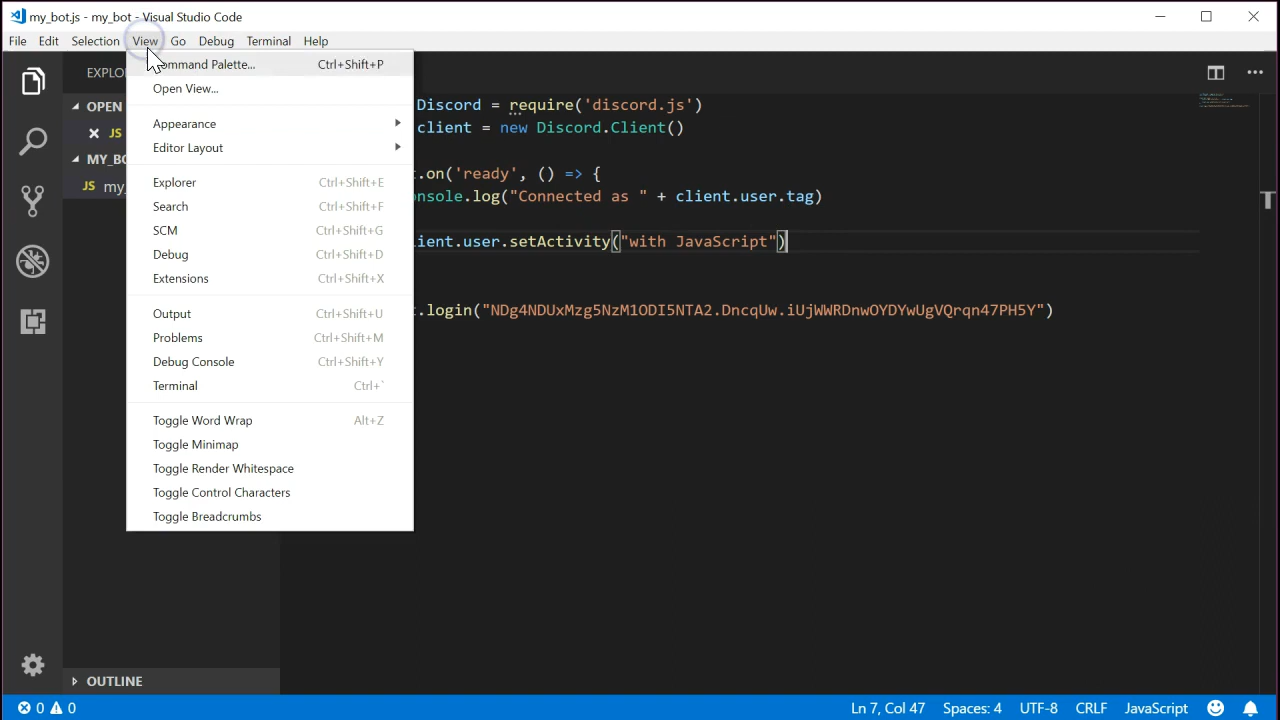 my_bot.js - my_bot - Visual Studio Code
File Edit Selection View Go Debug Terminal Help
EXPLO
ommand Palette... Ctrl+Shift+P
Open View...
Appearance
Editor Layout
Explorer Ctrl+Shift+E
Search Ctrl+Shift+F
SCM Ctrl+Shift+G
Debug Ctrl+Shift+D
Extensions Ctrl+Shift+X
Output Ctrl+Shift+U
Problems Ctrl+Shift+M
Debug Console Ctrl+Shift+Y
Terminal Ctrl+`
Toggle Word Wrap Alt+Z
Toggle Minimap
Toggle Render Whitespace
Toggle Control Characters
Toggle Breadcrumbs
OPEN
JS
MY_BO
JS my_
Discord = require('discord.js')
client = new Discord.Client()
.on('ready', () => {
nsole.log("Connected as " + client.user.tag)
ient.user.setActivity("with JavaScript")
.login("NDg4NDUxMzg5NzM1ODI5NTA2.DncqUw.iUjWWRDnwOYDYwUgVQrqn47PH5Y")
OUTLINE
0 0
Ln 7, Col 47 Spaces: 4 UTF-8 CRLF JavaScript